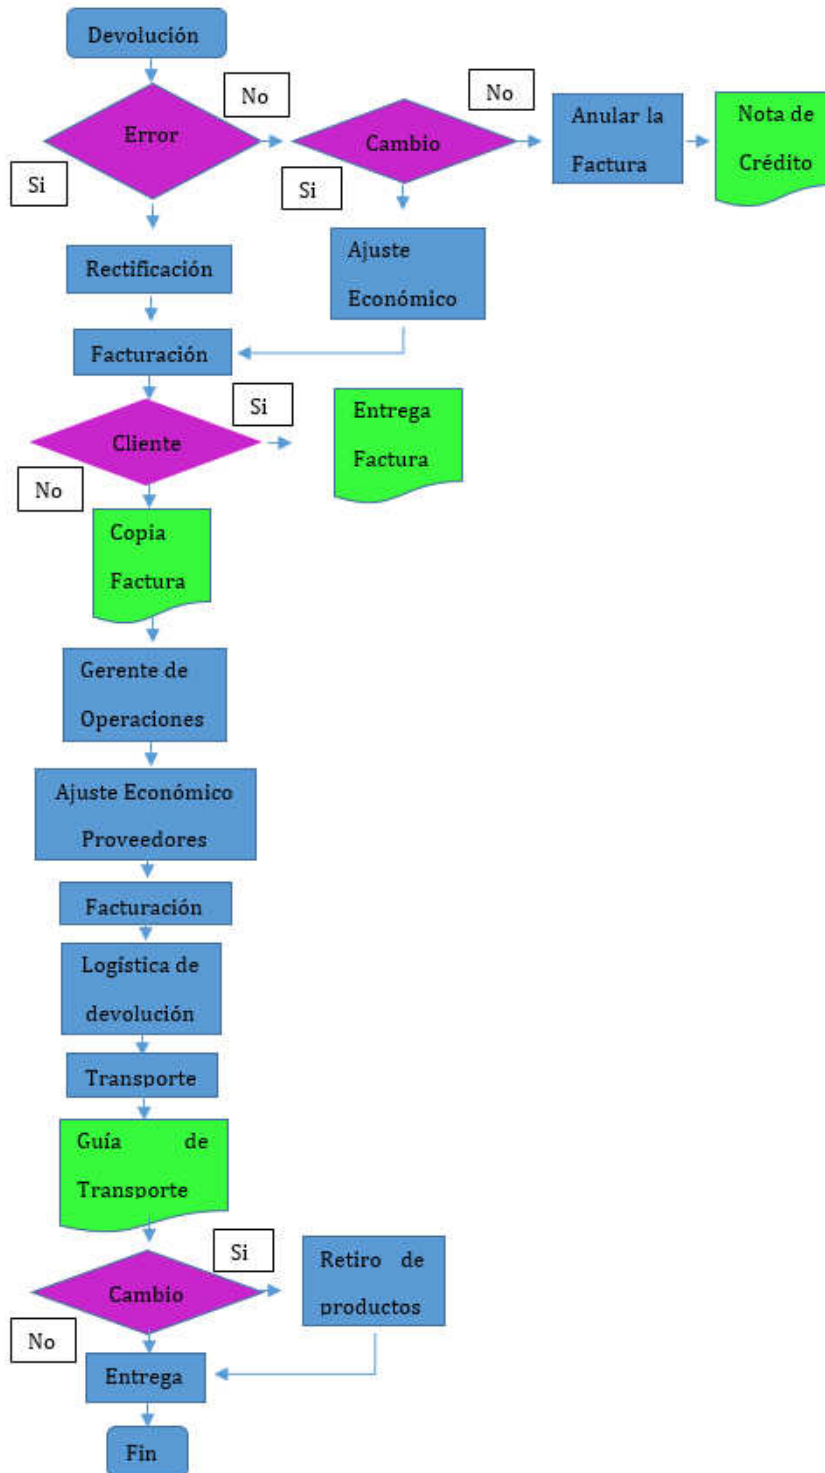 Devolución
No
No
Error
Cambio
Anular la
Factura
Nota de
Crédito
Si
Si
Rectificación
Ajuste
Económico
Facturación
Si
Cliente
Entrega
Factura
No
Copia
Factura
Gerente de
Operaciones
Ajuste Económico
Proveedores
Facturación
Logística de
devolución
Transporte
Guía de
Transporte
Si
Cambio
Retiro de
productos
No
Entrega
Fin